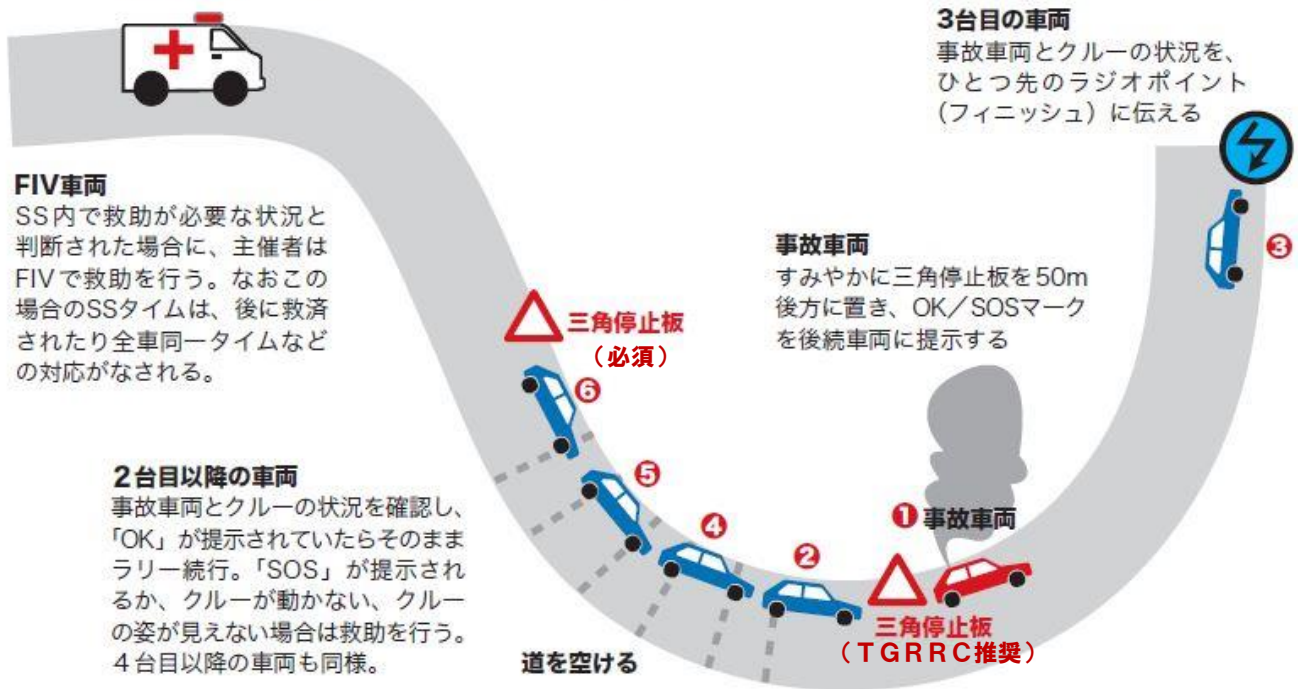 3台目の車両
事故車両とクルーの状況を、
ひとつ先のラジオポイント
（フィニッシュ）に伝える
FIV車両
SS内で救助が必要な状況と
判断された場合に、主催者は
FIVで救助を行う。なおこの
場合のSSタイムは、後に救済
されたり全車同一タイムなど
の対応がなされる。
事故車両
すみやかに三角停止板を50m
後方に置き、OK／SOSマーク
を後続車両に提示する
❸
三角停止板
（必須）
❻
❺
❹
❷
❶ 事故車両
三角停止板
（TGRRC推奨）
2台目以降の車両
事故車両とクルーの状況を確認し、
「OK」が提示されていたらそのまま
ラリー続行。「SOS」が提示され
るか、クルーが動かない、クルー
の姿が見えない場合は救助を行う。
4台目以降の車両も同様。
道を空ける